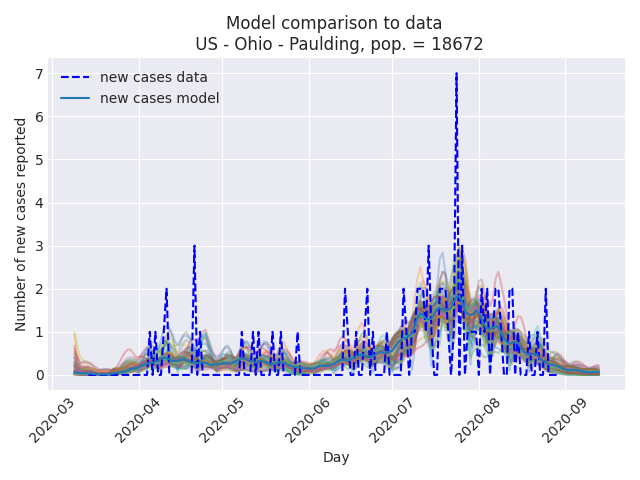 Model comparison to data
US - Ohio - Paulding, pop. = 18672
new cases data
new cases model
Number of new cases reported
7
6
5
4
3
2
1
0
2020-03
2020-04
2020-05
2020-06
2020-07
2020-08
2020-09
Day